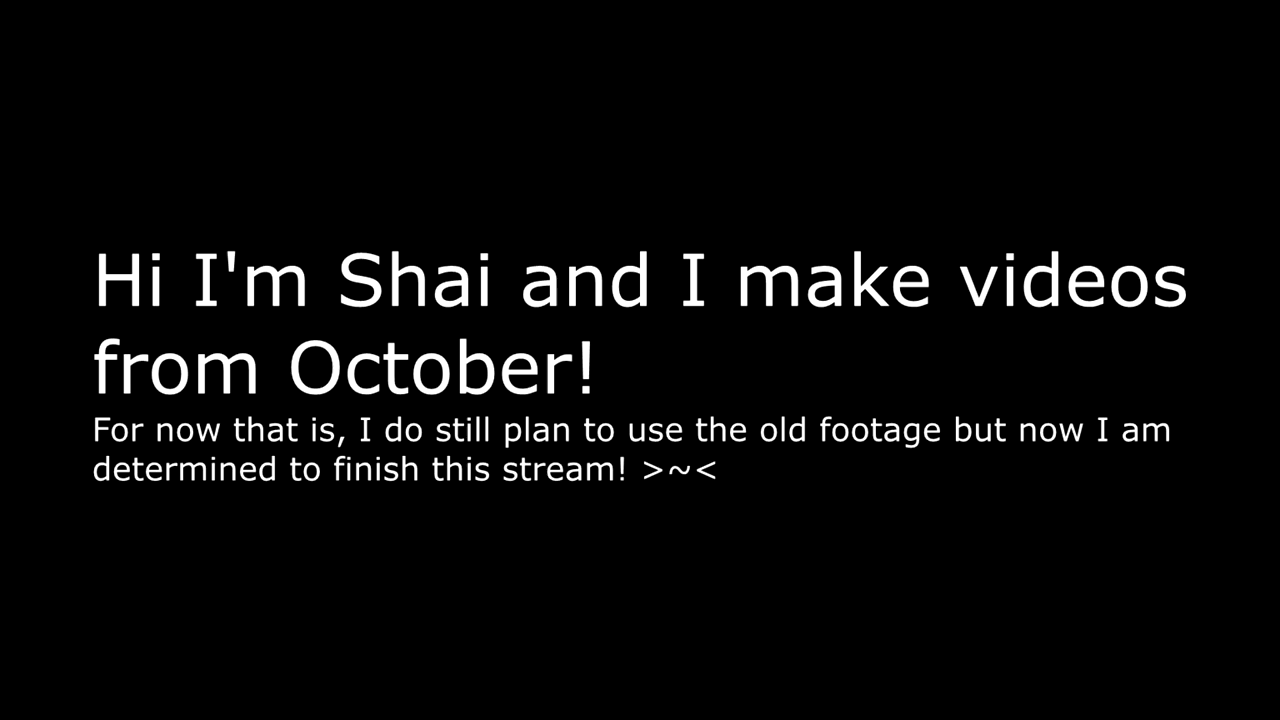 Hi I'm Shai and I make videos
from October!
For now that is, I do still plan to use the old footage but now I am
determined to finish this stream! >~<